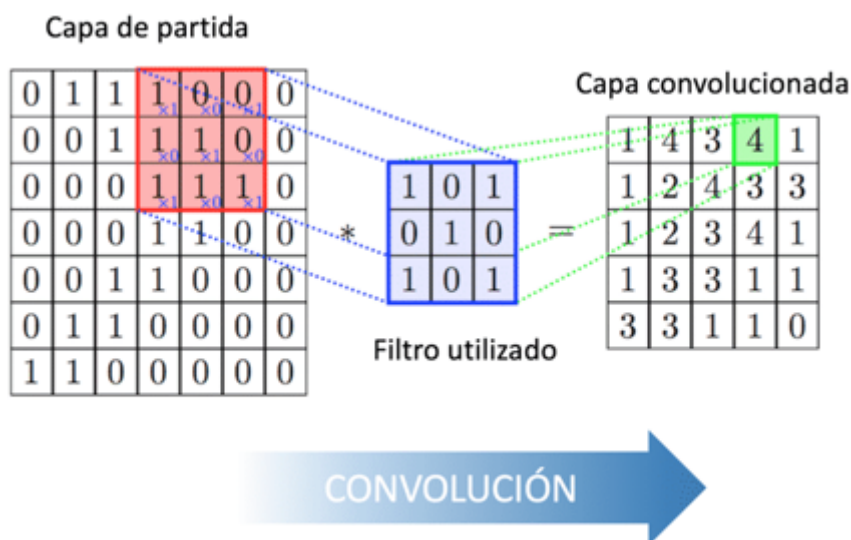 Capa de partida
Capa convolucionada
0 1 1 1×1 0×0 0×1 0
0 0 1 1×0 1×1 0×0 0
0 0 0 1×1 1×0 1×1 0
0 0 0 1 1 0 0
0 0 1 1 0 0 0
0 1 1 0 0 0 0
1 1 0 0 0 0 0
*
1 0 1
0 1 0
1 0 1
Filtro utilizado
=
1 4 3 4 1
1 2 4 3 3
1 2 3 4 1
1 3 3 1 1
3 3 1 1 0
CONVOLUCIÓN